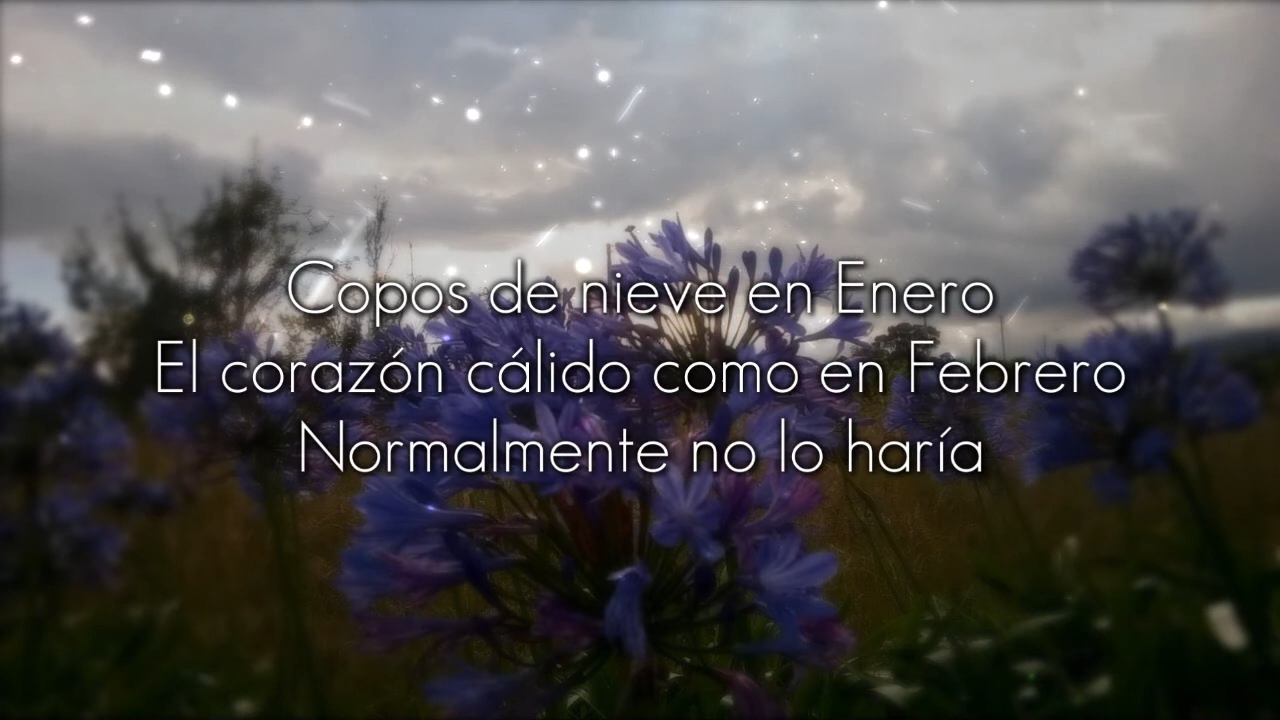 Copos de nieve en Enero
El corazón cálido como en Febrero
Normalmente no lo haría